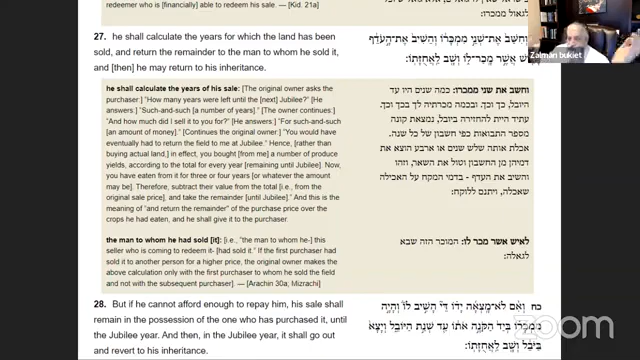 redeemer who is [financially] able to redeem his sale. — [Kid. 21a]
לגאול ממכרו:
27. he shall calculate the years for which the land has been
sold, and return the remainder to the man to whom he sold it,
and [then] he may return to his inheritance.
he shall calculate the years of his sale: [The original owner asks the
purchaser:] "How many years were left until the [next] Jubilee? [He
answers:] "Such-and-such [a number of years]." [The owner continues:]
"And how much did I sell it to you for? [He answers:] "For such-and-such
[an amount of money]." [Continues the original owner:] "You would have
eventually had to return the field to me at Jubilee. Hence, [rather than
buying actual land,] in effect, you bought [from me] a number of produce
yields, according to the total for every year [remaining until Jubilee]. Now,
you have eaten from it for three or four years [or whatever the amount
may be]. Therefore, subtract their value from the total [i.e., from the
original sale price], and take the remainder [until Jubilee]." And this is the
meaning of "and return the remainder" of the purchase price over the
crops he had eaten, and he shall give it to the purchaser.
the man to whom he had sold [it]: [i.e., "the man to whom he-] this
seller who is coming to redeem it- [had sold it." If the first purchaser had
sold it to another person for a higher price, the original owner makes the
above calculation only with the first purchaser to whom he sold the field
and not with the subsequent purchaser]. — [Arachin 30a; Mizrachi]
28. But if he cannot afford enough to repay him, his sale shall
remain in the possession of the one who has purchased it, until
the Jubilee year. And then, in the Jubilee year, it shall go out
and revert to his inheritance.
וְחִשַּׁב֙ אֶת־שְׁנֵ֣י מִמְכָּר֔וֹ וְהֵשִׁיב֙ אֶת־הָ֣עֹדֵ֔ף
אֲשֶׁ֥ר מָֽכַר־ל֖וֹ וְשָׁ֥ב לַֽאֲחֻזָּתֽוֹ:
וחשב את שני ממכרו: כמה שנים היו עד
היובל, כך וכך. ובכמה מכרתיה לך בכך וכך.
עתיד היית להחזירה ביובל, נמצאת קונה
מספר התבואות כפי חשבון של כל שנה.
אכלת אותה שלש שנים או ארבע הוצא את
דמיהן מן החשבון וטול את השאר, וזהו
והשיב את העדף - בדמי המקח על האכילה
שאכלה, ויתנם ללוקח:
לאיש אשר מכר לו: המוכר הזה שבא
לגאלה:
כח וְאִ֨ם לֹא־מָֽצְאָ֜ה יָד֗וֹ דֵּי֮ הָשִׁ֣יב לוֹ֒ וְהָיָ֣ה
מִמְכָּר֗וֹ בְּיַד֙ הַקֹּנֶ֣ה אֹת֔וֹ עַ֖ד שְׁנַ֣ת הַיּוֹבֵ֑ל וְיָצָא֙
בַּיֹּבֵ֔ל וְשָׁ֖ב לַֽאֲחֻזָּתֽוֹ:
Zalman bukiet
zoom